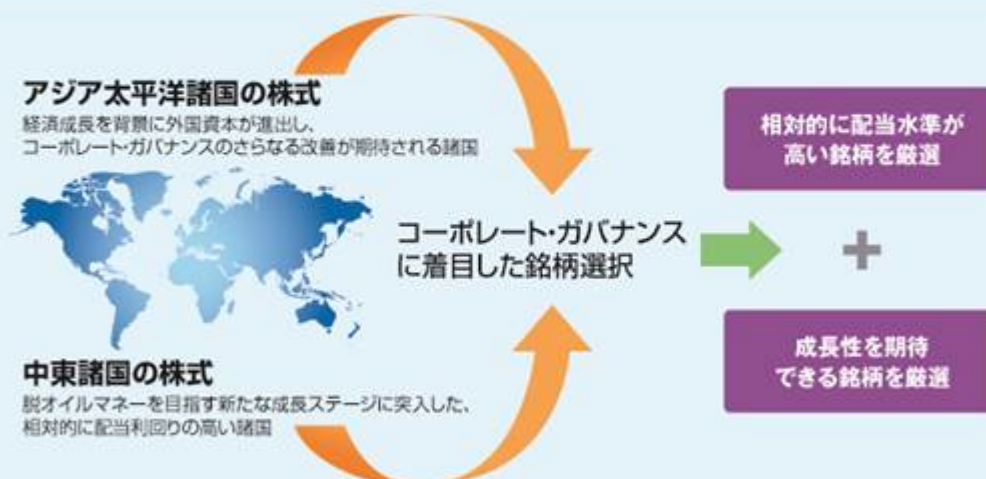 アジア太平洋諸国の株式
経済成長を背景に外国資本が進出し、
コーポレート・ガバナンスのさらなる改善が期待される諸国
コーポレート・ガバナンス
に着目した銘柄選択
中東諸国の株式
脱オイルマネーを目指す新たな成長ステージに突入した、
相対的に配当利回りの高い諸国
相対的に配当水準が
高い銘柄を厳選
+
成長性を期待
できる銘柄を厳選